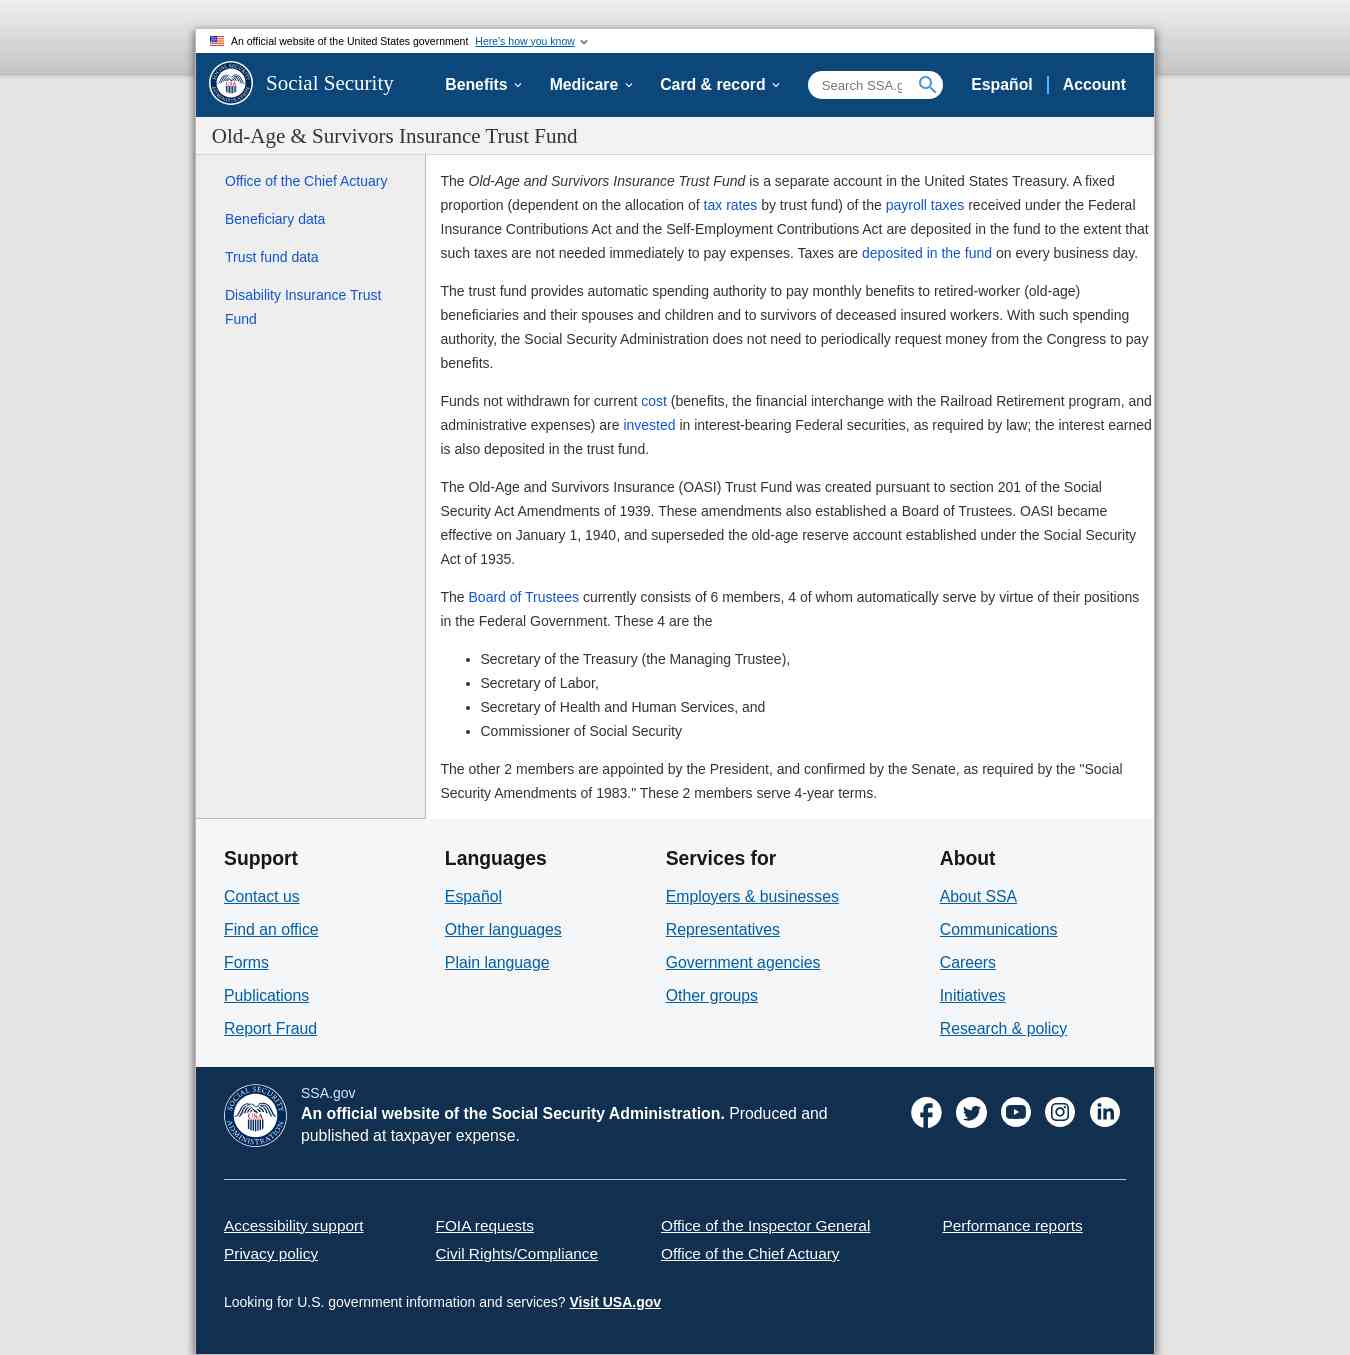 An official website of the United States government Here's how you know
Social Security
Benefits
Medicare
Card & record
Search SSA.g
Español
Account
Old-Age & Survivors Insurance Trust Fund
Office of the Chief Actuary
Beneficiary data
Trust fund data
Disability Insurance Trust
Fund
The Old-Age and Survivors Insurance Trust Fund is a separate account in the United States Treasury. A fixed
proportion (dependent on the allocation of tax rates by trust fund) of the payroll taxes received under the Federal
Insurance Contributions Act and the Self-Employment Contributions Act are deposited in the fund to the extent that
such taxes are not needed immediately to pay expenses. Taxes are deposited in the fund on every business day.
The trust fund provides automatic spending authority to pay monthly benefits to retired-worker (old-age)
beneficiaries and their spouses and children and to survivors of deceased insured workers. With such spending
authority, the Social Security Administration does not need to periodically request money from the Congress to pay
benefits.
Funds not withdrawn for current cost (benefits, the financial interchange with the Railroad Retirement program, and
administrative expenses) are invested in interest-bearing Federal securities, as required by law; the interest earned
is also deposited in the trust fund.
The Old-Age and Survivors Insurance (OASI) Trust Fund was created pursuant to section 201 of the Social
Security Act Amendments of 1939. These amendments also established a Board of Trustees. OASI became
effective on January 1, 1940, and superseded the old-age reserve account established under the Social Security
Act of 1935.
The Board of Trustees currently consists of 6 members, 4 of whom automatically serve by virtue of their positions
in the Federal Government. These 4 are the
• Secretary of the Treasury (the Managing Trustee),
• Secretary of Labor,
• Secretary of Health and Human Services, and
• Commissioner of Social Security
The other 2 members are appointed by the President, and confirmed by the Senate, as required by the "Social
Security Amendments of 1983." These 2 members serve 4-year terms.
Support
Contact us
Find an office
Forms
Publications
Report Fraud
Languages
Español
Other languages
Plain language
Services for
Employers & businesses
Representatives
Government agencies
Other groups
About
About SSA
Communications
Careers
Initiatives
Research & policy
SOCIAL SECURITY
USA
ADMINISTRATION
SSA.gov
An official website of the Social Security Administration. Produced and
published at taxpayer expense.
Accessibility support
FOIA requests
Office of the Inspector General
Performance reports
Privacy policy
Civil Rights/Compliance
Office of the Chief Actuary
Looking for U.S. government information and services? Visit USA.gov